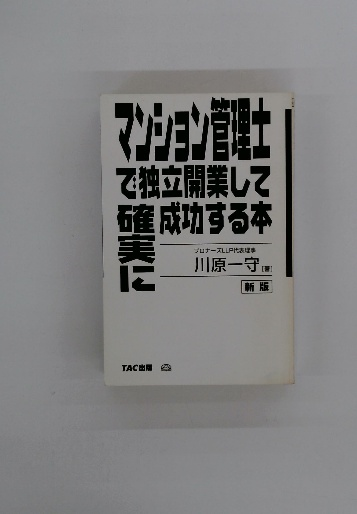 マンション管理士
で独立開業して
確実に
成功する本
プロナーズLLP代表理事
川原一守[著]
新版
TAC出版